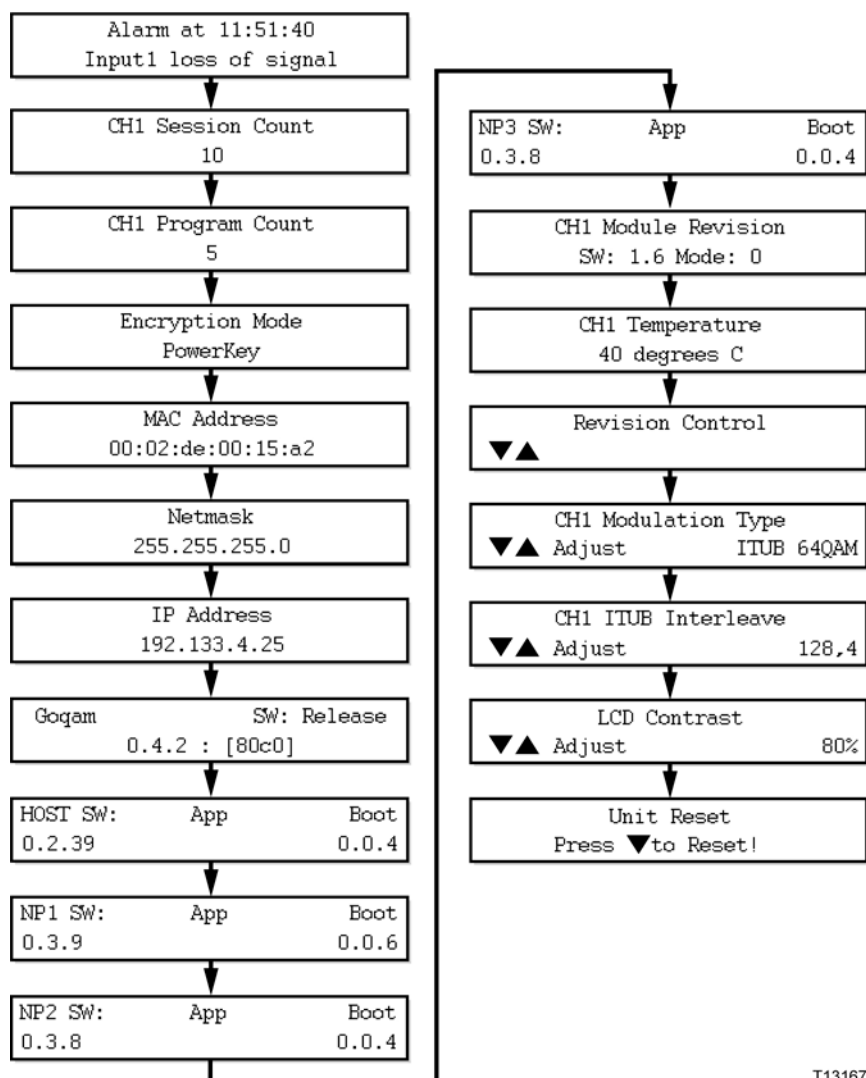 Alarm at 11:51:40
Input1 loss of signal
CH1 Session Count
10
CH1 Program Count
5
Encryption Mode
PowerKey
MAC Address
00:02:de:00:15:a2
Netmask
255.255.255.0
IP Address
192.133.4.25
Goqam SW: Release
0.4.2 : [80c0]
HOST SW: App Boot
0.2.39 0.0.4
NP1 SW: App Boot
0.3.9 0.0.6
NP2 SW: App Boot
0.3.8 0.0.4
NP3 SW: App Boot
0.3.8 0.0.4
CH1 Module Revision
SW: 1.6 Mode: 0
CH1 Temperature
40 degrees C
Revision Control
▼▲
CH1 Modulation Type
▼▲ Adjust ITUB 64QAM
CH1 ITUB Interleave
▼▲ Adjust 128,4
LCD Contrast
▼▲ Adjust 80%
Unit Reset
Press ▼to Reset!
T13167